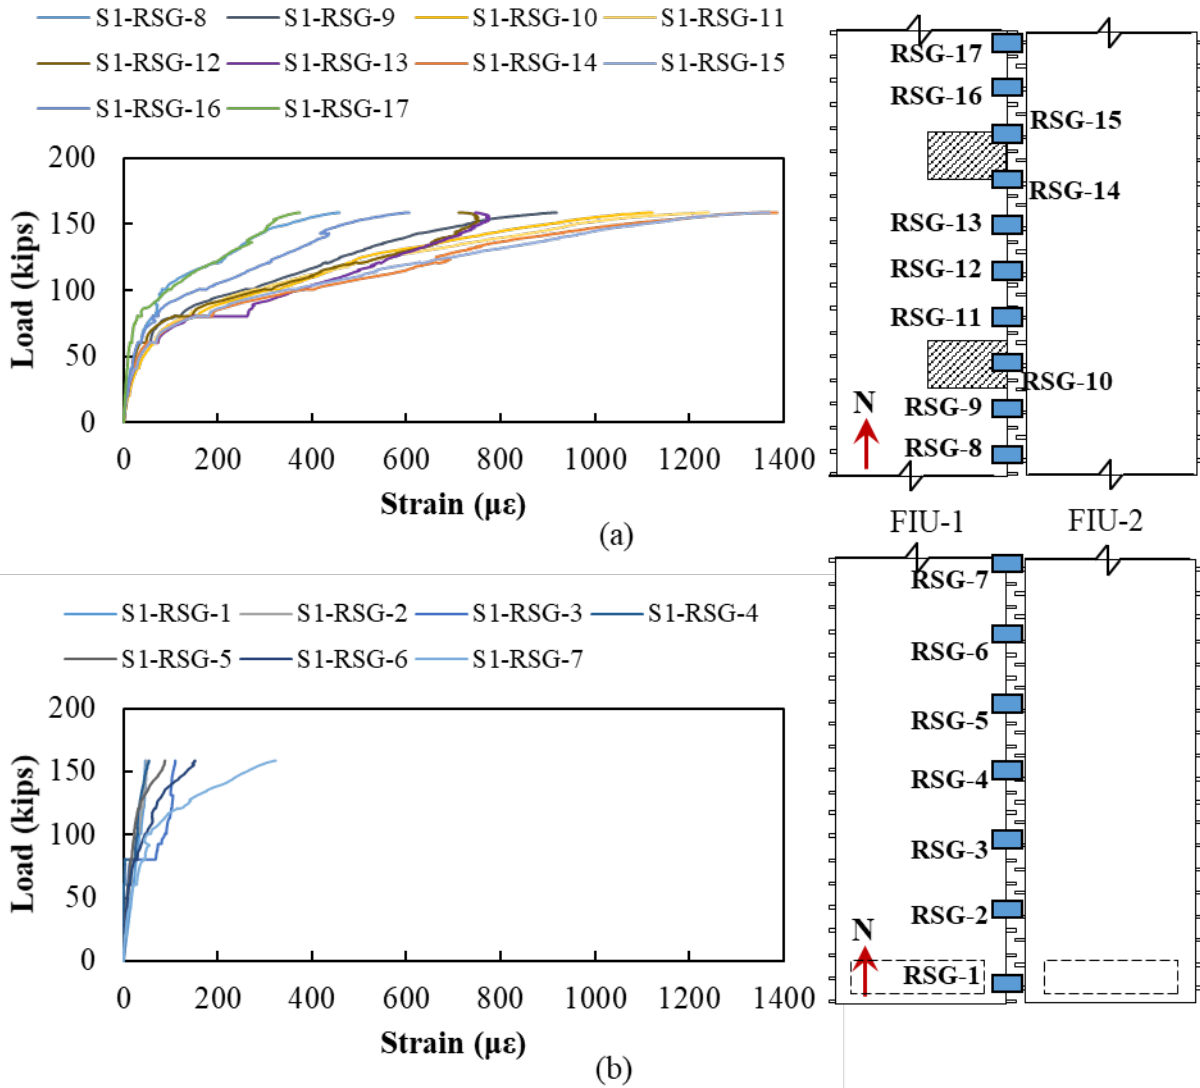 S1-RSG-8 S1-RSG-9 S1-RSG-10 S1-RSG-11
S1-RSG-12 S1-RSG-13 S1-RSG-14 S1-RSG-15
S1-RSG-16 S1-RSG-17
200
150
100
50
0
Load (kips)
0 200 400 600 800 1000 1200 1400
Strain (με)
(a)
RSG-17
RSG-16
RSG-15
RSG-14
RSG-13
RSG-12
RSG-11
RSG-10
N
RSG-9
RSG-8
FIU-1 FIU-2
S1-RSG-1 S1-RSG-2 S1-RSG-3 S1-RSG-4
S1-RSG-5 S1-RSG-6 S1-RSG-7
200
150
100
50
0
Load (kips)
0 200 400 600 800 1000 1200 1400
Strain (με)
(b)
RSG-7
RSG-6
RSG-5
RSG-4
RSG-3
RSG-2
N
RSG-1